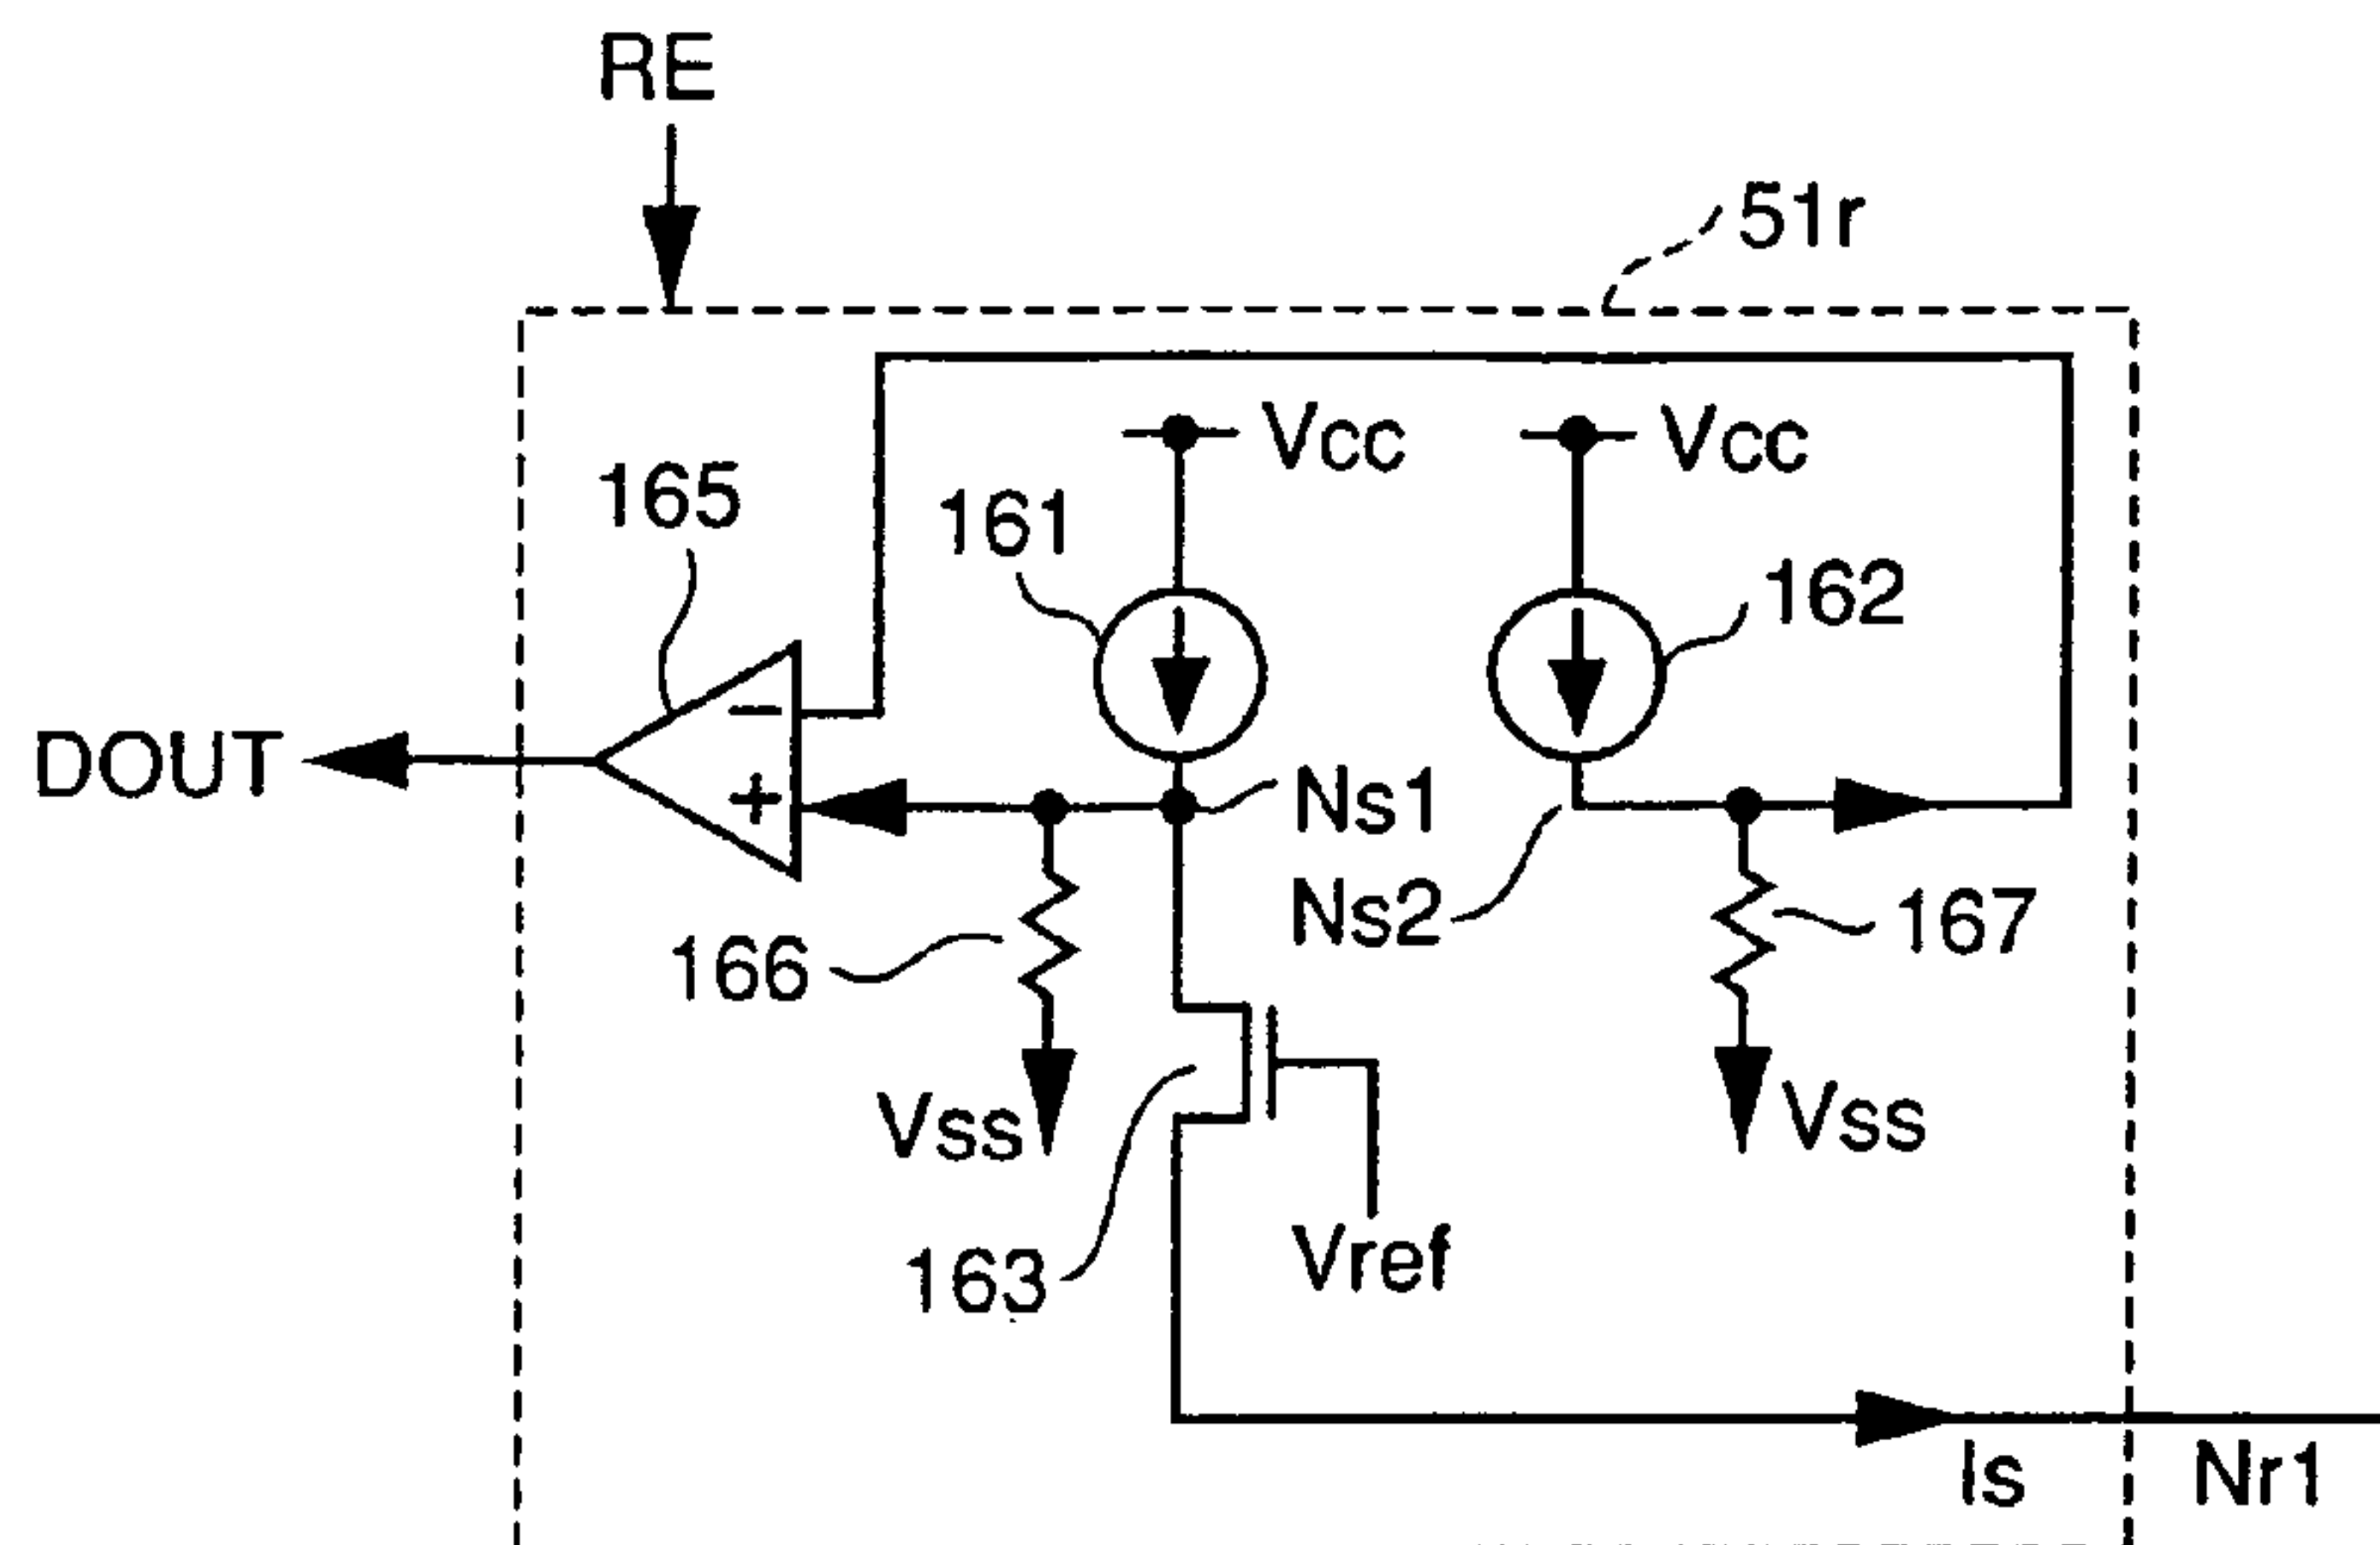 RE
51r
Vcc
Vcc
165
161
162
−
DOUT
+
Ns1
Ns2
167
166
Vss
Vss
163
Vref
Is
Nr1